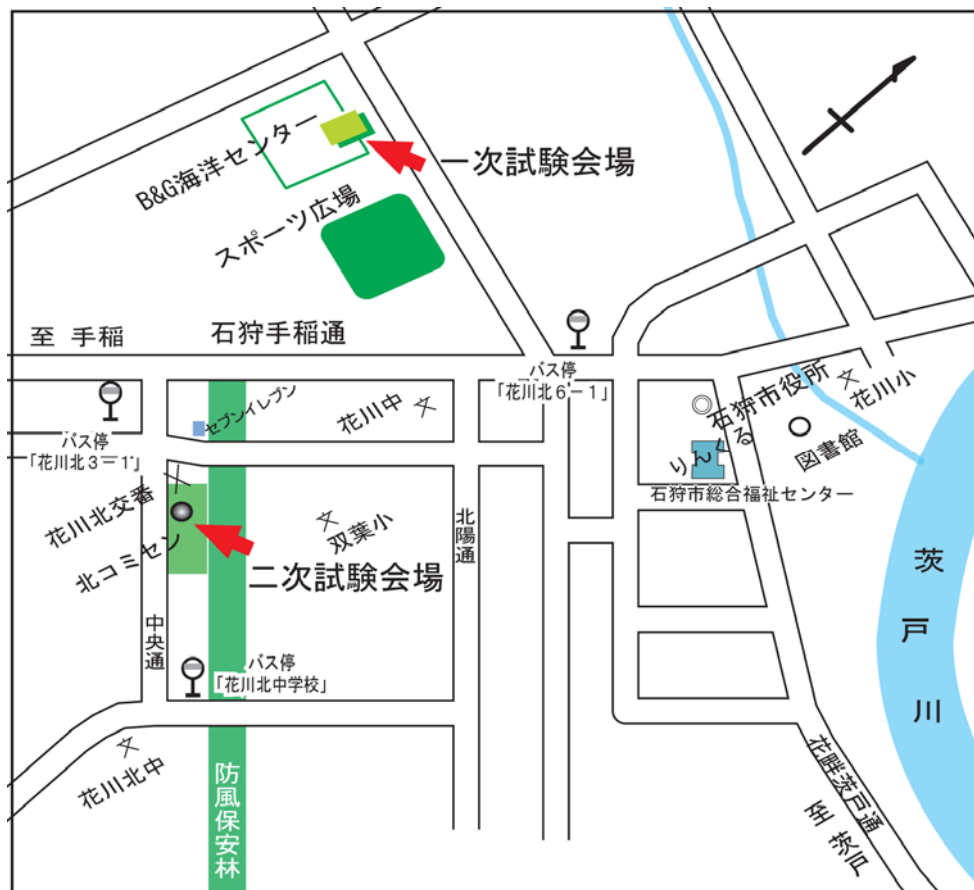 B&G海洋センター
一次試験会場
スポーツ広場
至 手稲
石狩手稲通
バス停
「花川北6-1」
バス停
「花川北3-1」
セブンイレブン
花川中
石狩市役所
花川小
りんくる
図書館
石狩市総合福祉センター
花川北交番
北コミセン
双葉小
北陽通
二次試験会場
茨戸川
中央通
バス停
「花川北中学校」
花川北中
防風保安林
花畔茨戸通
至 茨戸